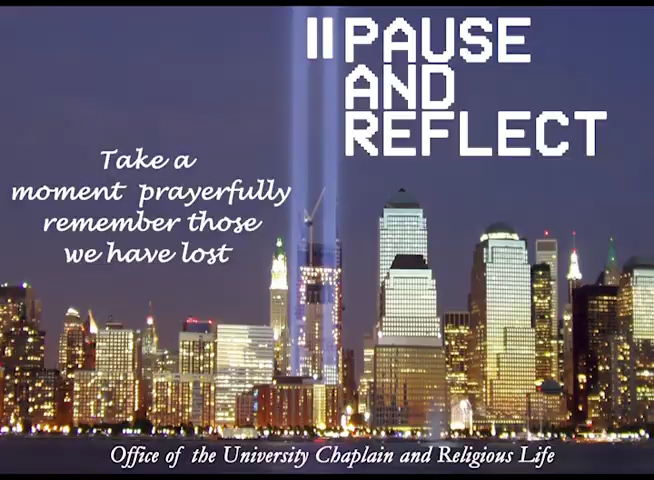 PAUSE
AND
REFLECT
Take a
moment prayerfully
remember those
we have lost
Office of the University Chaplain and Religious Life